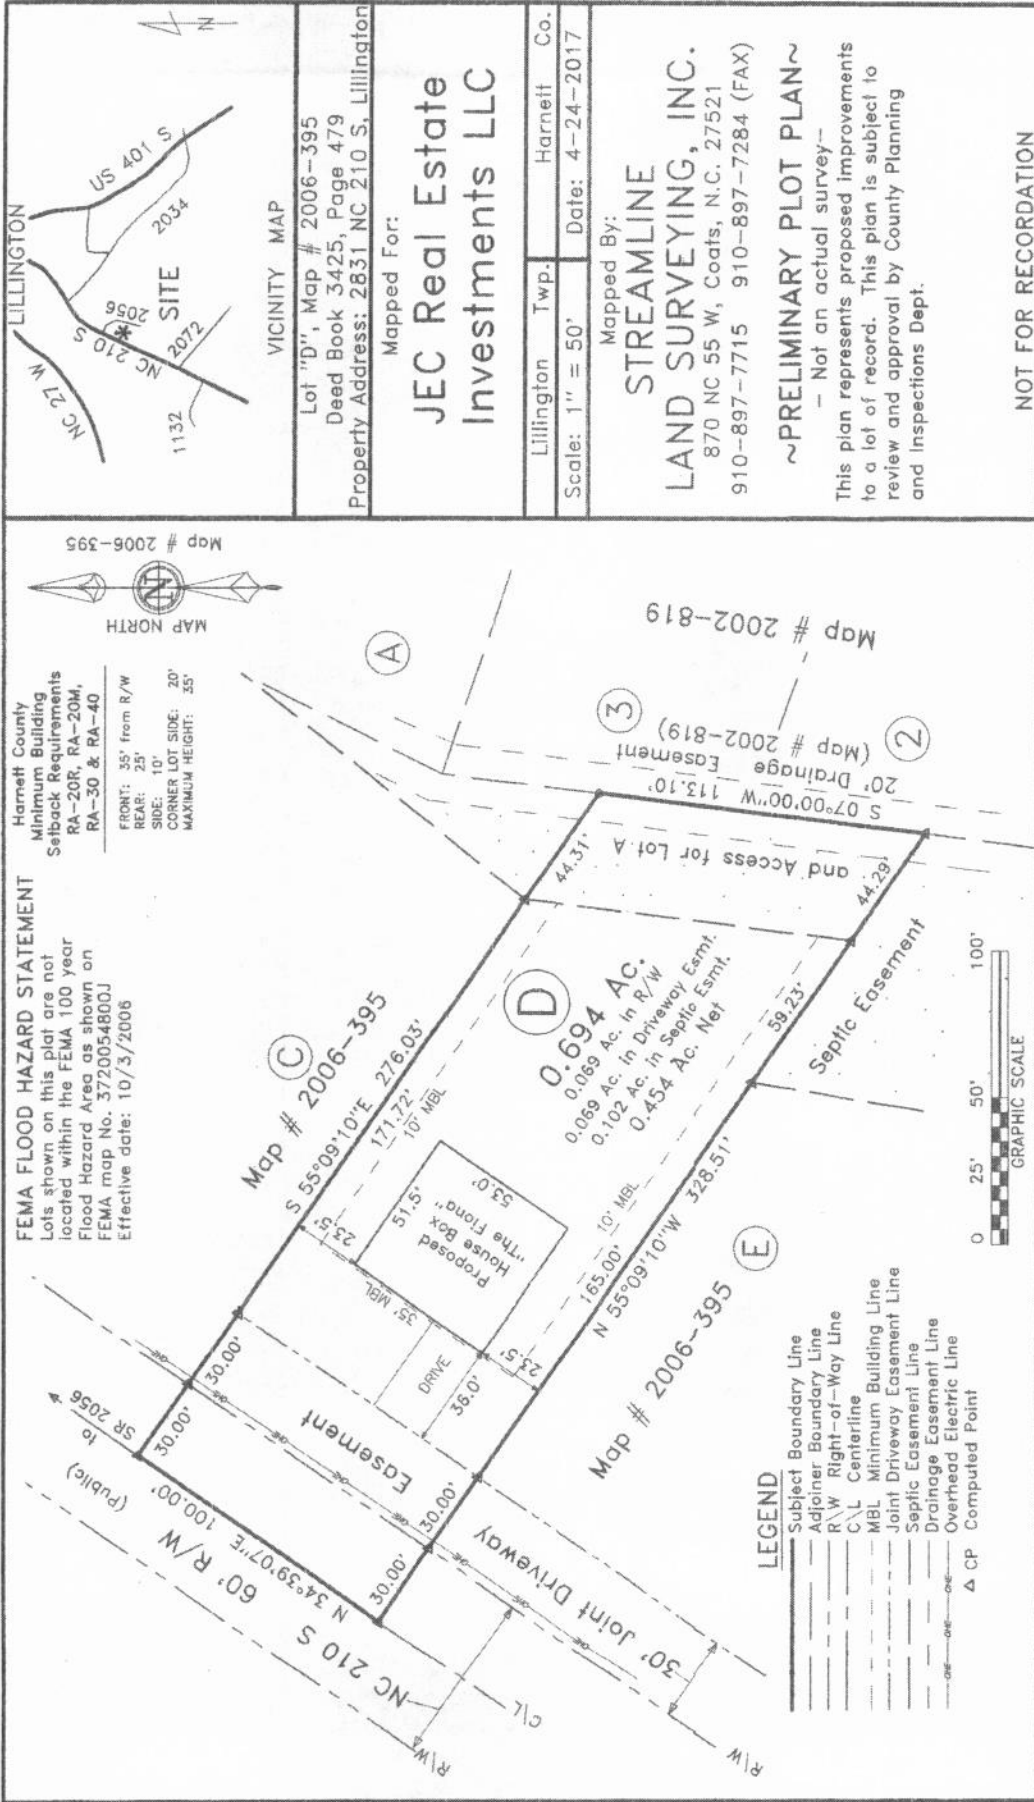 FEMA FLOOD HAZARD STATEMENT
Lots shown on this plat are not
located within the FEMA 100 year
Flood Hazard Area as shown on
FEMA map No. 3720054800J
Effective date: 10/3/2006
Harnett County
Minimum Building
Setback Requirements
RA-20R, RA-20M,
RA-30 & RA-40
FRONT: 35' from R/W
REAR: 25'
SIDE: 10'
CORNER LOT SIDE: 20'
MAXIMUM HEIGHT: 35'
MAP NORTH
N
Map # 2006-395
60' R/W
(Public)
to
SR 2056
NC 210 S
N 34°39'07"E 100.00'
30.00'
30.00'
30.00'
30.00'
30' Joint Driveway
Easement
R\W
C\L
R\W
OHE
Map # 2006-395
C
S 55°09'10"E 276.03'
171.72'
10' MBL
23.5'
35' MBL
51.5'
53.0'
Proposed
House Box
"The Fiona"
DRIVE
36.0'
23.5'
165.00'
10' MBL
N 55°09'10"W 328.51'
Map # 2006-395
E
D
0.694 Ac.
0.069 Ac. in R/W
0.069 Ac. in Driveway Esmt.
0.102 Ac. in Septic Esmt.
0.454 Ac. Net
44.31'
59.23'
44.29'
Septic Easement
and Access for Lot A
S 07°00'00"W 113.10'
20' Drainage Easement
(Map # 2002-819)
A
3
2
Map # 2002-819
LEGEND
Subject Boundary Line
Adjoiner Boundary Line
R\W Right-of-Way Line
C\L Centerline
MBL Minimum Building Line
Joint Driveway Easement Line
Septic Easement Line
Drainage Easement Line
OHE OHE Overhead Electric Line
Δ CP Computed Point
0 25' 50' 100'
GRAPHIC SCALE
LILLINGTON
NC 27 W
NC 210 S
US 401 S
2056
2034
SITE
2072
1132
N
VICINITY MAP
Lot "D", Map # 2006-395
Deed Book 3425, Page 479
Property Address: 2831 NC 210 S, Lillington
Mapped For:
JEC Real Estate
Investments LLC
Lillington Twp. Harnett Co.
Scale: 1" = 50' Date: 4-24-2017
Mapped By:
STREAMLINE
LAND SURVEYING, INC.
870 NC 55 W, Coats, N.C. 27521
910-897-7715 910-897-7284 (FAX)
~PRELIMINARY PLOT PLAN~
- Not an actual survey--
This plan represents proposed improvements
to a lot of record. This plan is subject to
review and approval by County Planning
and Inspections Dept.
NOT FOR RECORDATION